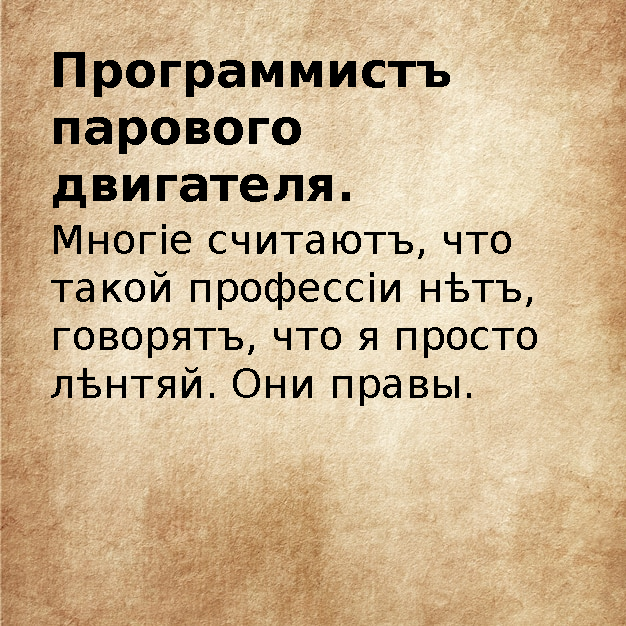 Программистъ
парового
двигателя.
Многіе считаютъ, что
такой профессіи нѣтъ,
говорятъ, что я просто
лѣнтяй. Они правы.